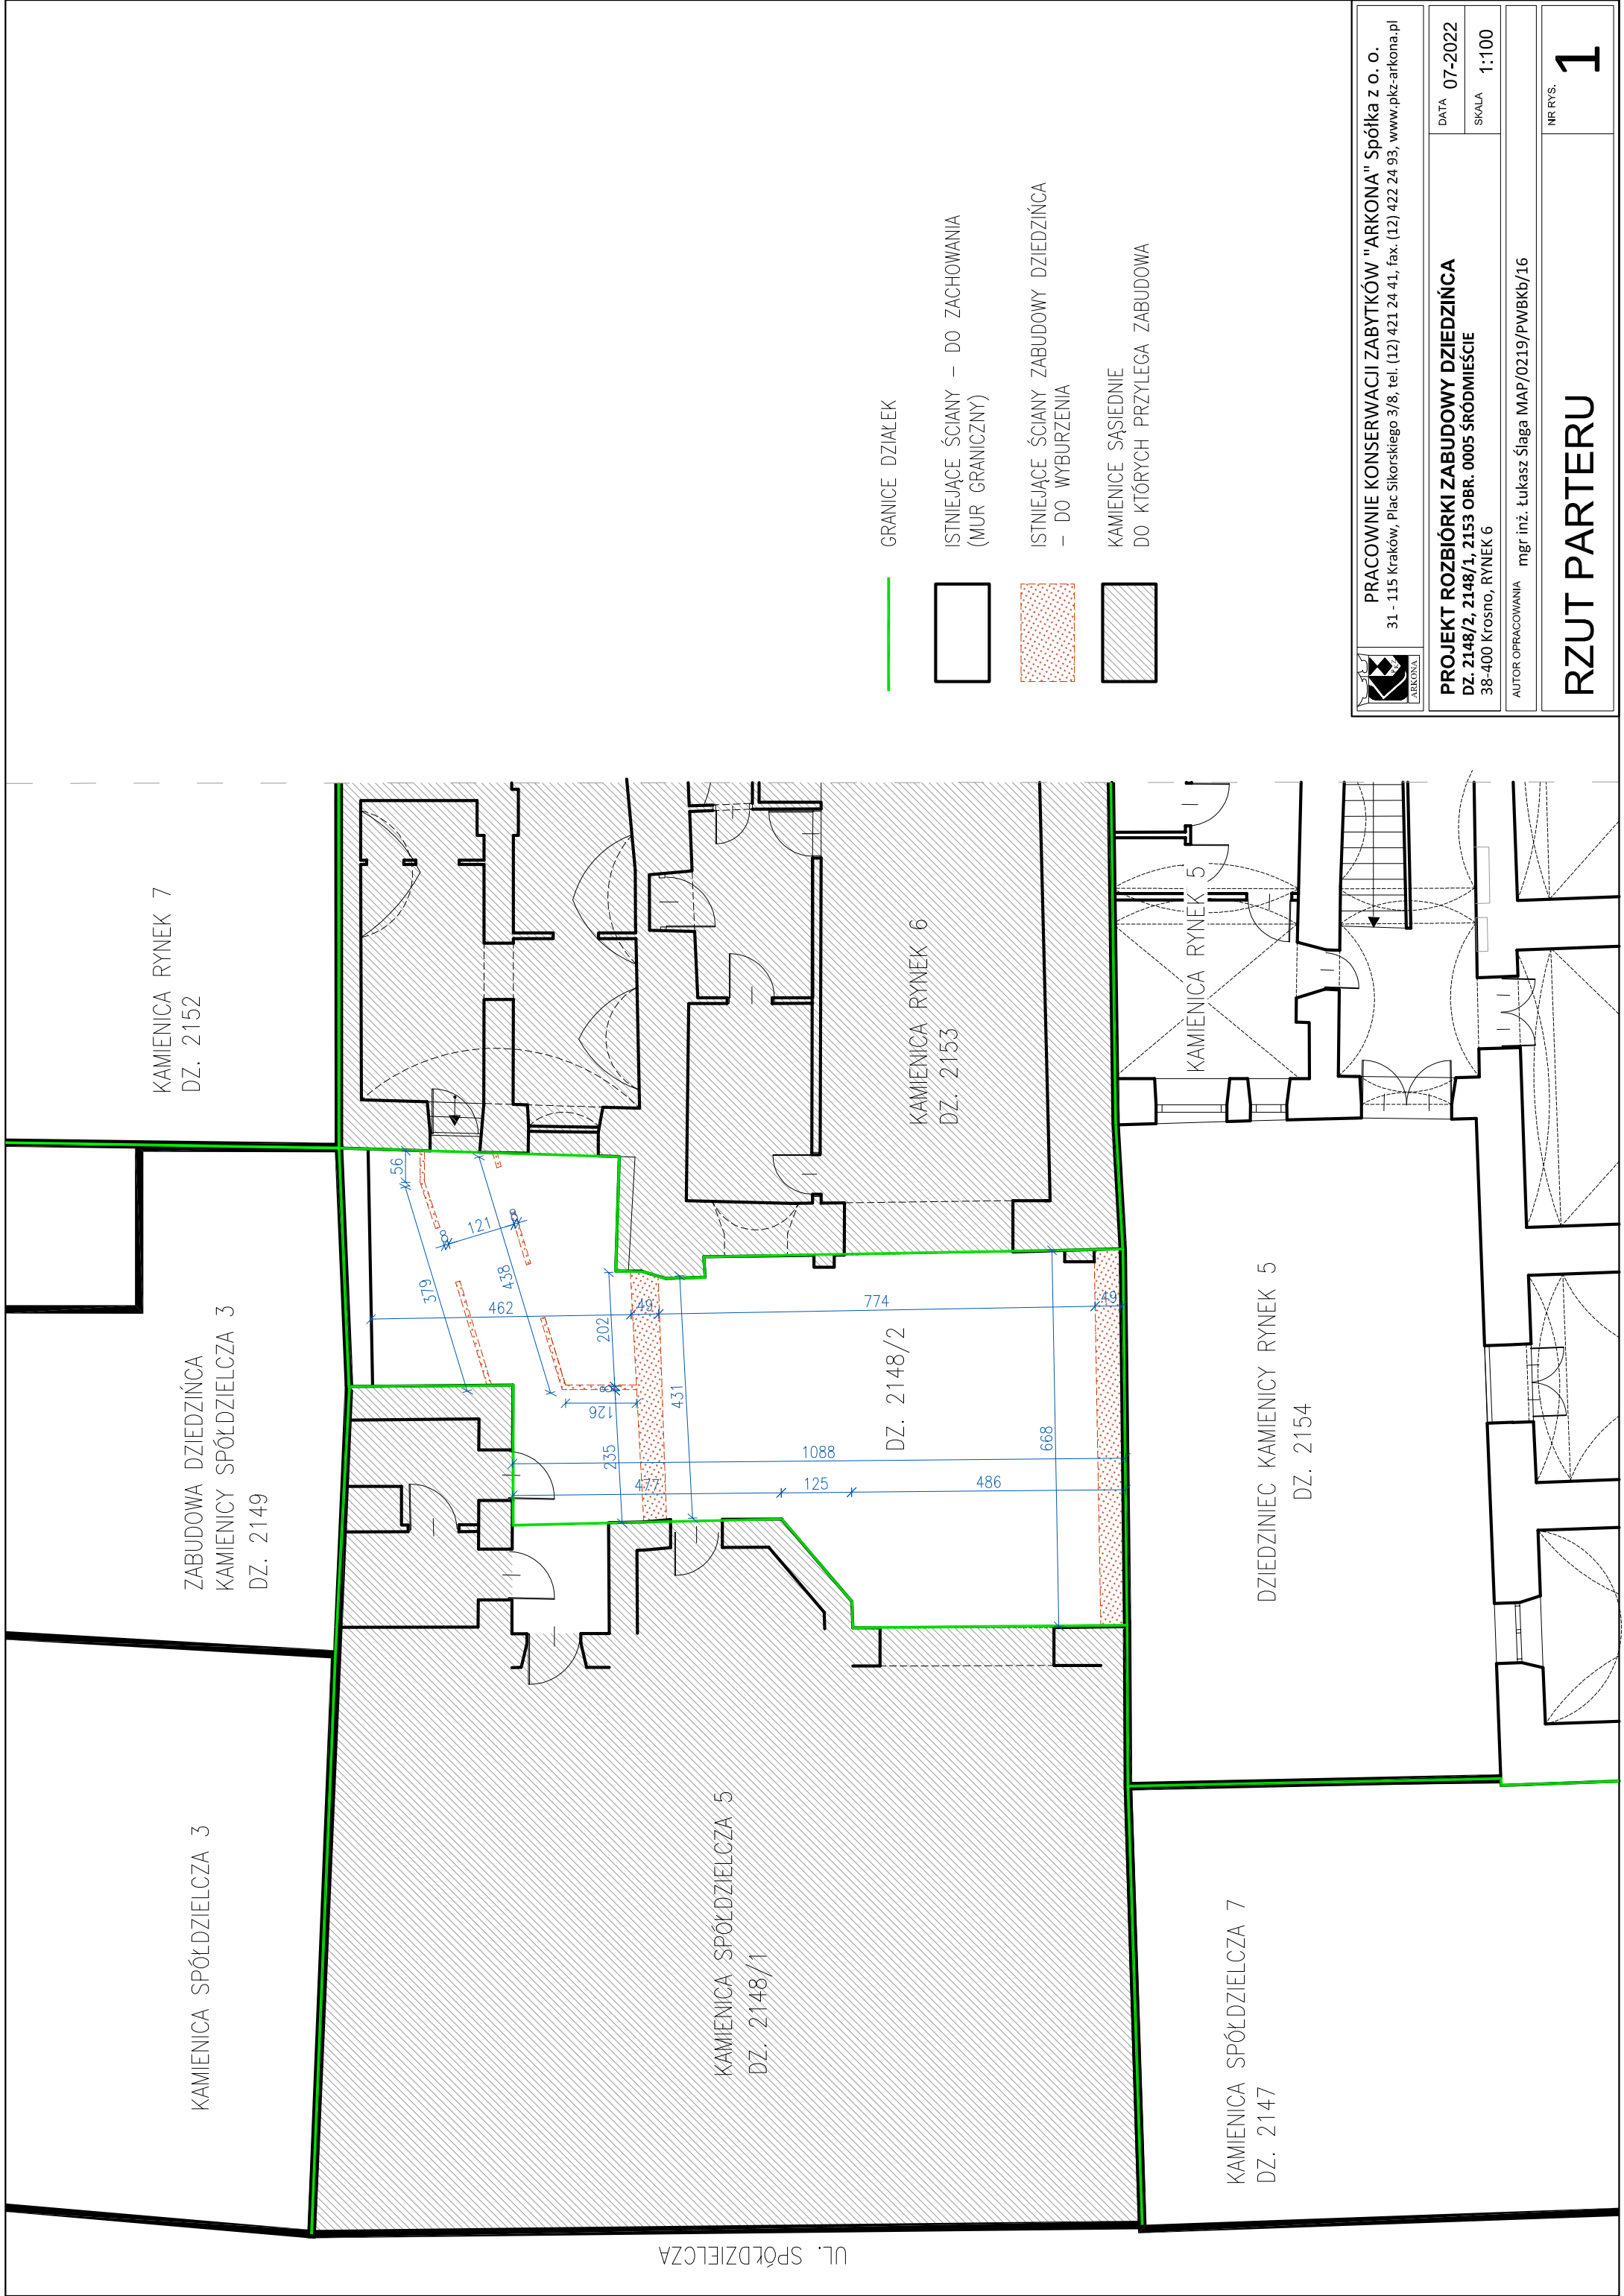 KAMIENICA SPÓŁDZIELCZA 3
ZABUDOWA DZIEDZIŃCA
KAMIENICY SPÓŁDZIELCZA 3
DZ. 2149
KAMIENICA RYNEK 7
DZ. 2152
UL. SPÓŁDZIELCZA
KAMIENICA SPÓŁDZIELCZA 5
DZ. 2148/1
DZ. 2148/2
KAMIENICA RYNEK 6
DZ. 2153
KAMIENICA SPÓŁDZIELCZA 7
DZ. 2147
DZIEDZINIEC KAMIENICY RYNEK 5
DZ. 2154
KAMIENICA RYNEK 5
56
379
8
121
8
438
462
202
49
774
49
8
126
235
431
668
1088
477
125
486
GRANICE DZIAŁEK
ISTNIEJĄCE ŚCIANY – DO ZACHOWANIA
(MUR GRANICZNY)
ISTNIEJĄCE ŚCIANY ZABUDOWY DZIEDZIŃCA
– DO WYBURZENIA
KAMIENICE SĄSIEDNIE
DO KTÓRYCH PRZYLEGA ZABUDOWA
PKZ
ARKONA
PRACOWNIE KONSERWACJI ZABYTKÓW "ARKONA" Spółka z o. o.
31 - 115 Kraków, Plac Sikorskiego 3/8, tel. (12) 421 24 41, fax. (12) 422 24 93, www.pkz-arkona.pl
PROJEKT ROZBIÓRKI ZABUDOWY DZIEDZIŃCA
DZ. 2148/2, 2148/1, 2153 OBR. 0005 ŚRÓDMIEŚCIE
38-400 Krosno, RYNEK 6
DATA 07-2022
SKALA 1:100
AUTOR OPRACOWANIA mgr inż. Łukasz Ślaga MAP/0219/PWBKb/16
RZUT PARTERU
NR RYS. 1